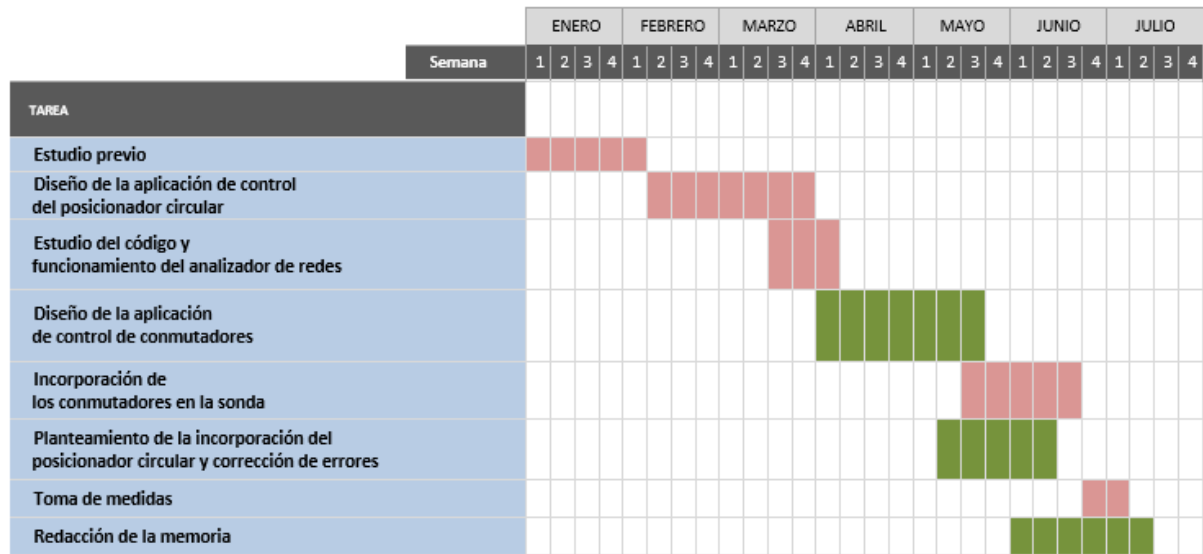 ENERO FEBRERO MARZO ABRIL MAYO JUNIO JULIO
Semana 1 2 3 4 1 2 3 4 1 2 3 4 1 2 3 4 1 2 3 4 1 2 3 4 1 2 3 4
TAREA
Estudio previo
Diseño de la aplicación de control
del posicionador circular
Estudio del código y
funcionamiento del analizador de redes
Diseño de la aplicación
de control de conmutadores
Incorporación de
los conmutadores en la sonda
Planteamiento de la incorporación del
posicionador circular y corrección de errores
Toma de medidas
Redacción de la memoria